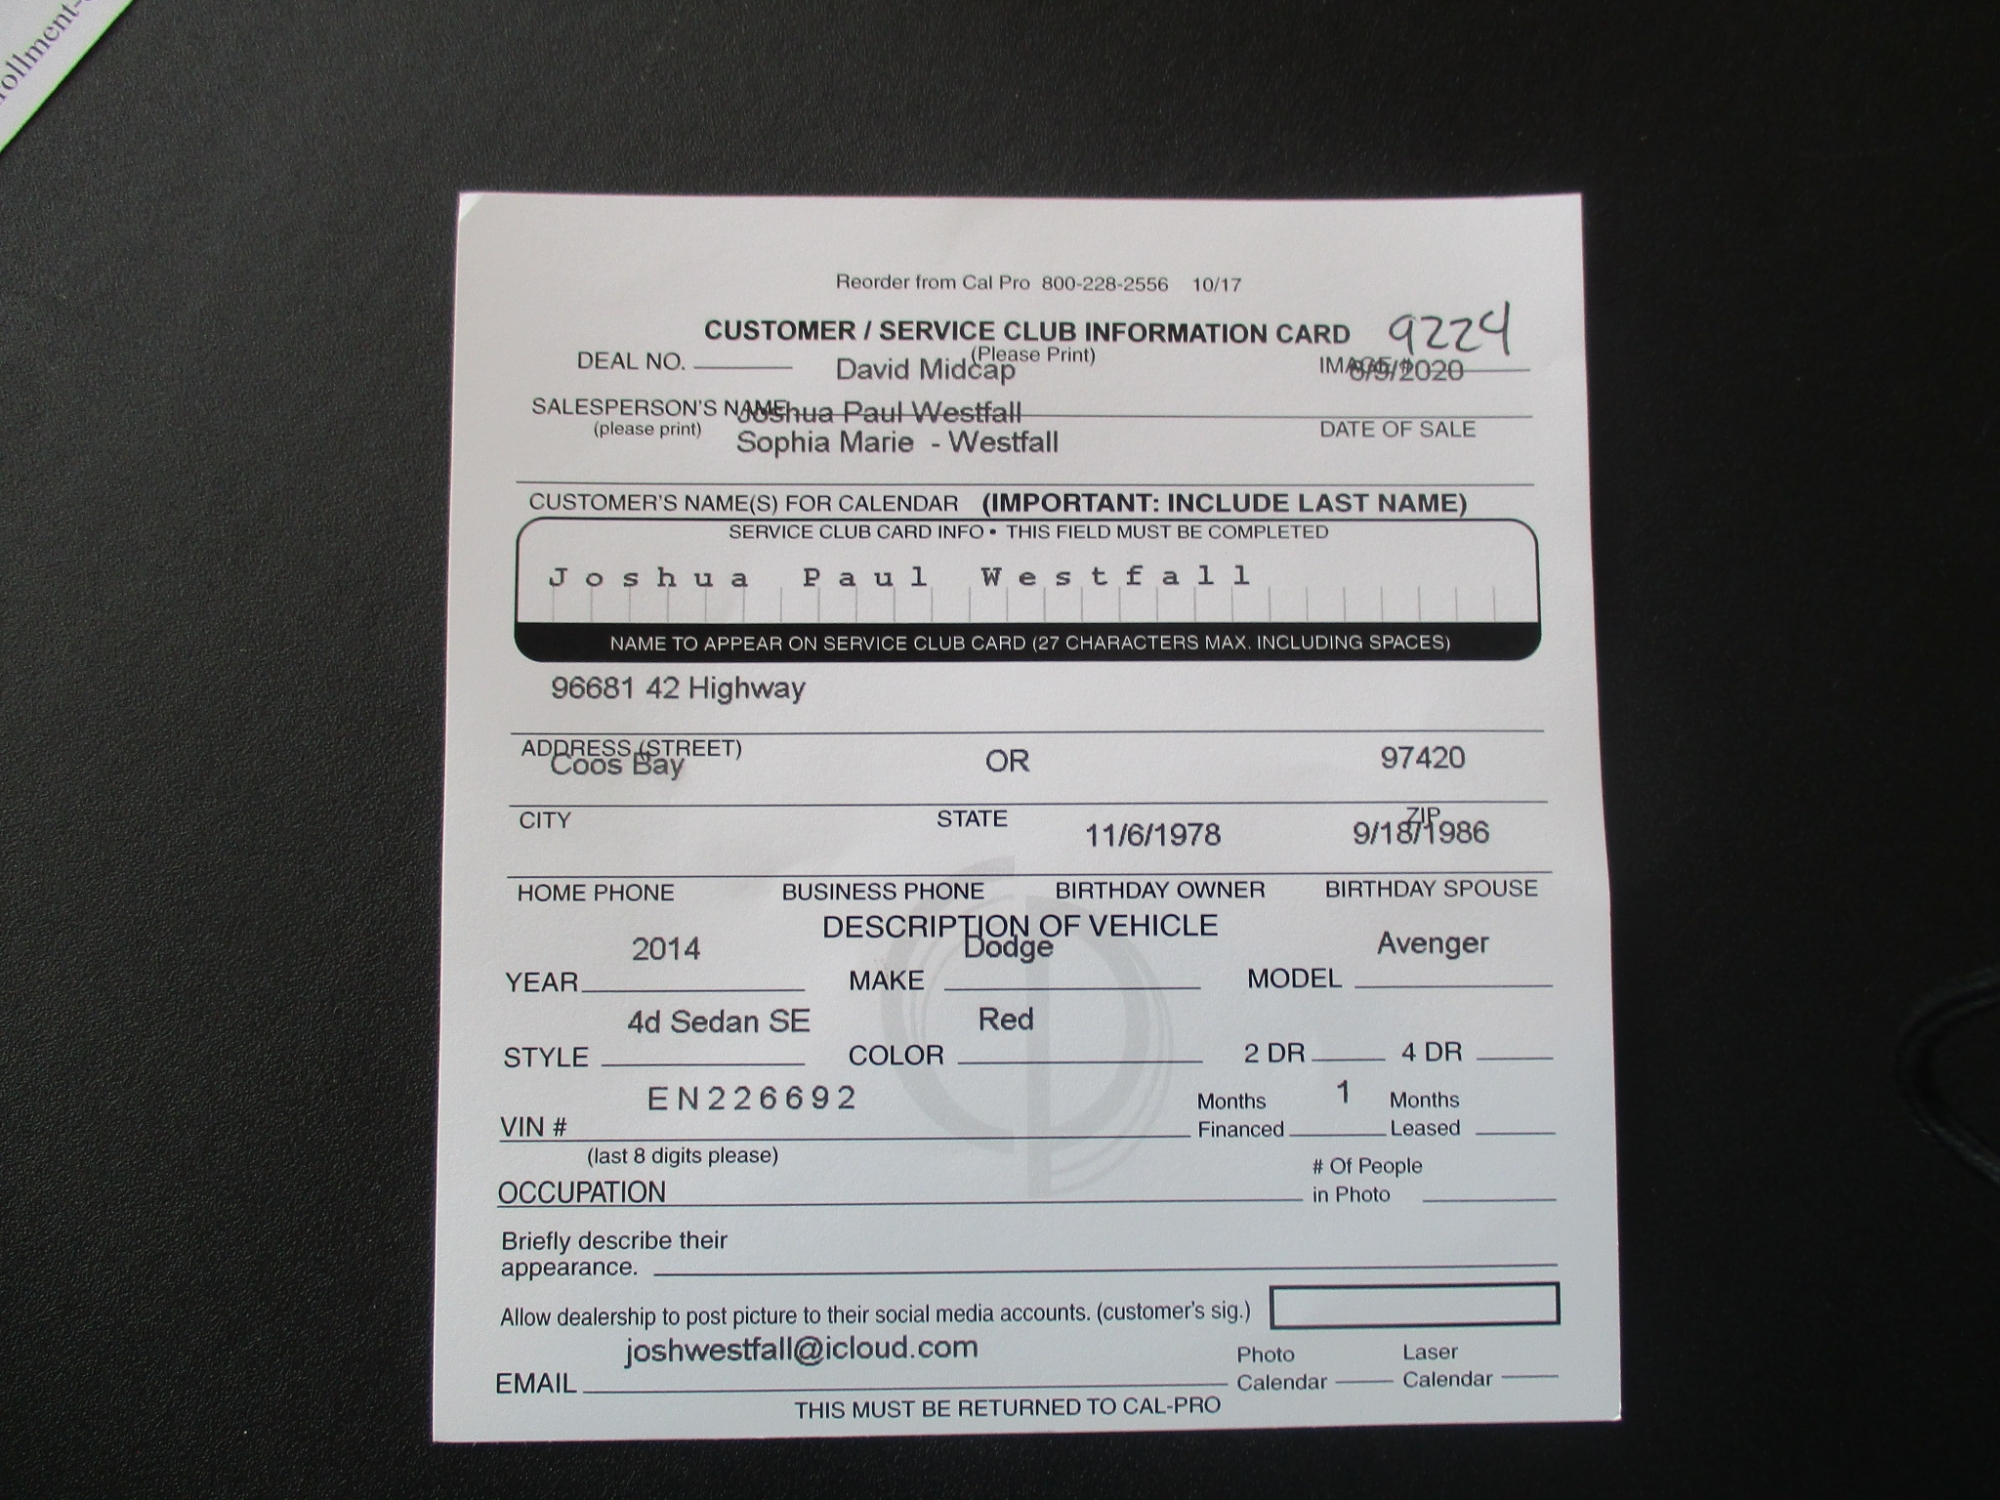 ollment-
Reorder from Cal Pro 800-228-2556 10/17
CUSTOMER / SERVICE CLUB INFORMATION CARD 9224
(Please Print)
DEAL NO. David Midcap IMAGE # /2020
SALESPERSON'S NAME Joshua Paul Westfall
(please print) Sophia Marie - Westfall DATE OF SALE
CUSTOMER'S NAME(S) FOR CALENDAR (IMPORTANT: INCLUDE LAST NAME)
SERVICE CLUB CARD INFO • THIS FIELD MUST BE COMPLETED
Joshua Paul Westfall
NAME TO APPEAR ON SERVICE CLUB CARD (27 CHARACTERS MAX. INCLUDING SPACES)
96681 42 Highway
ADDRESS (STREET)
Coos Bay OR 97420
CITY STATE ZIP
11/6/1978 9/18/1986
HOME PHONE BUSINESS PHONE BIRTHDAY OWNER BIRTHDAY SPOUSE
DESCRIPTION OF VEHICLE
2014 Dodge Avenger
YEAR MAKE MODEL
4d Sedan SE Red
STYLE COLOR 2 DR 4 DR
EN226692 Months 1 Months
VIN # Financed Leased
(last 8 digits please) # Of People
OCCUPATION in Photo
Briefly describe their
appearance.
Allow dealership to post picture to their social media accounts. (customer's sig.)
joshwestfall@icloud.com Photo Laser
EMAIL Calendar Calendar
THIS MUST BE RETURNED TO CAL-PRO